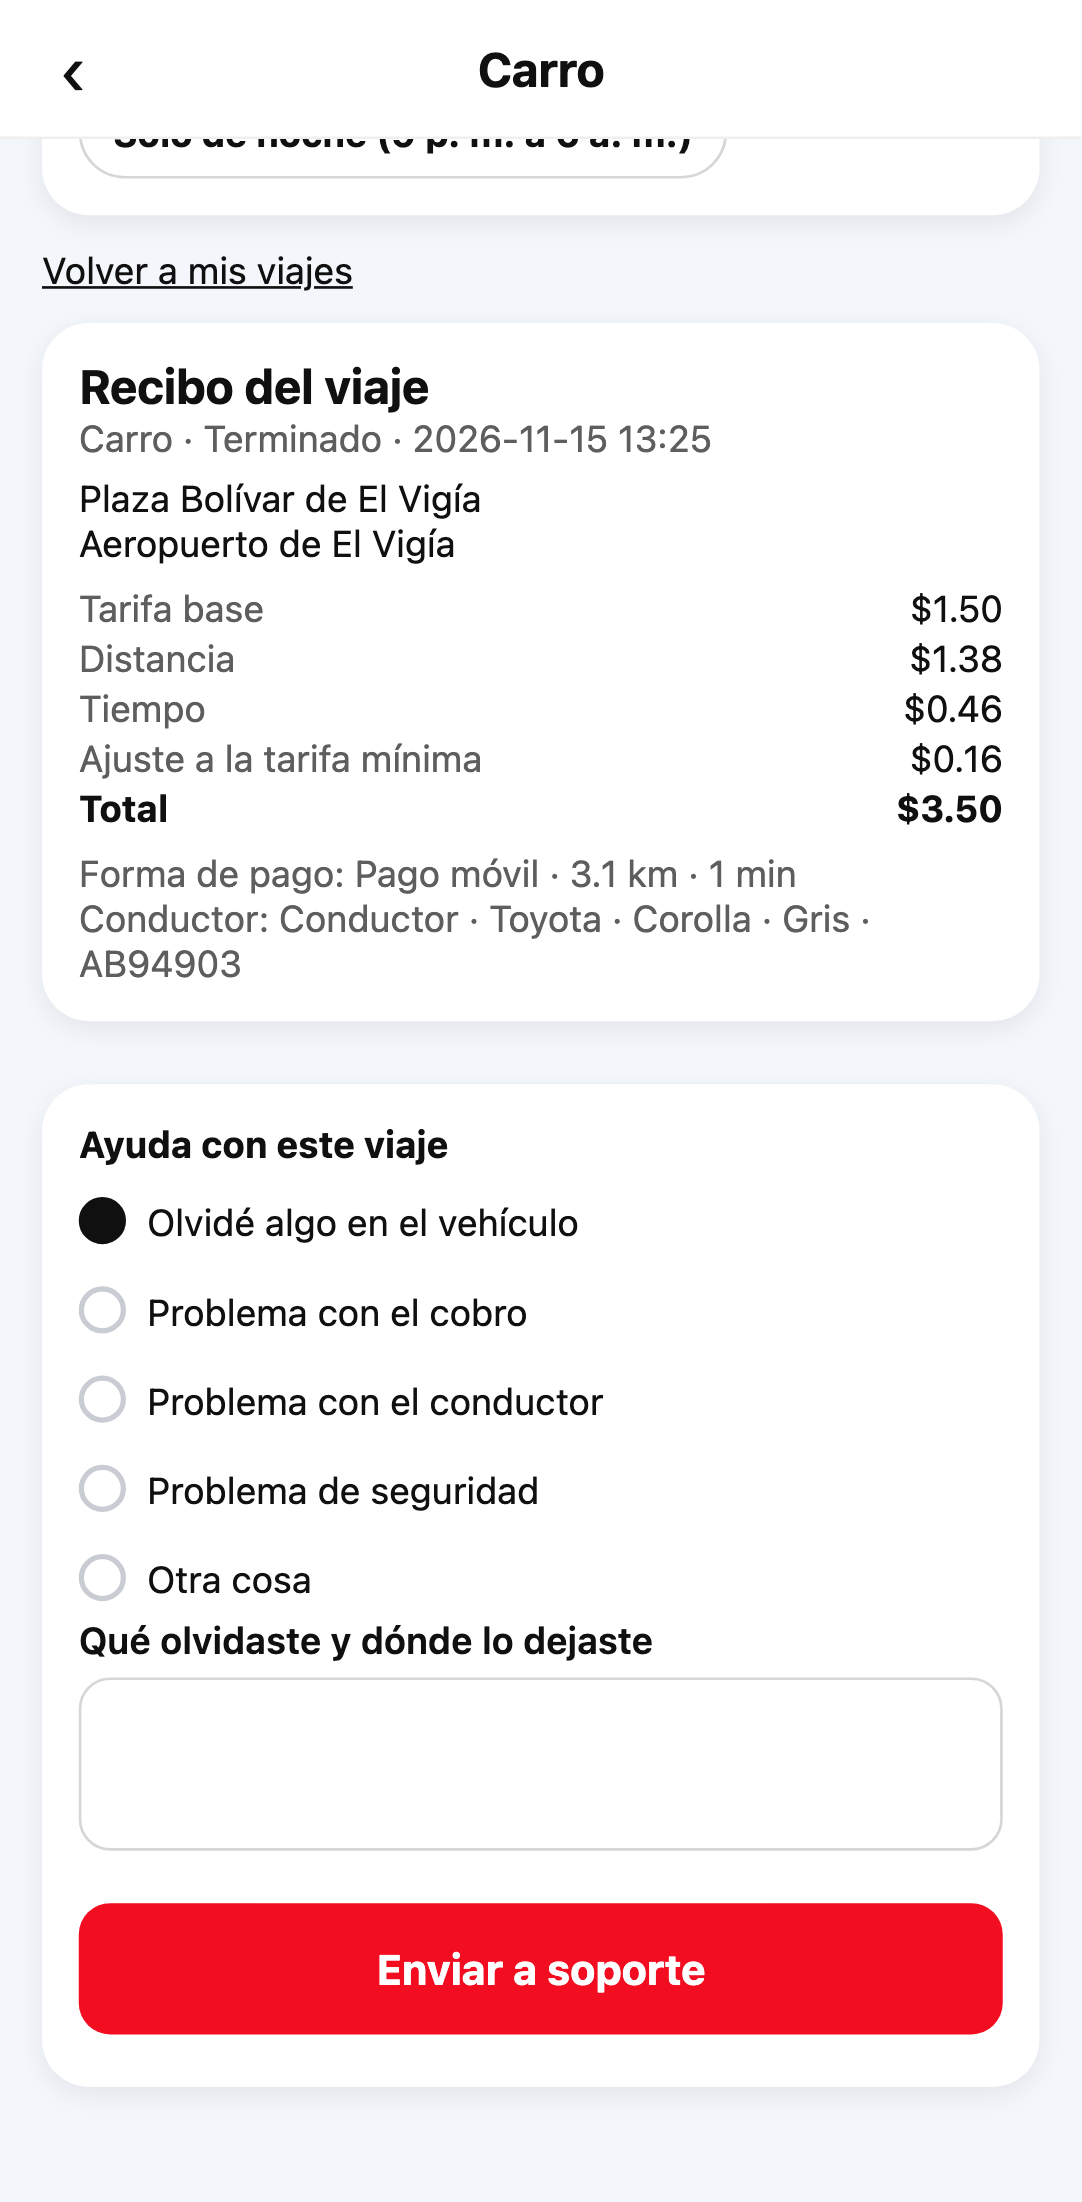 Carro
Volver a mis viajes
Recibo del viaje
Carro · Terminado · 2026-11-15 13:25
Plaza Bolívar de El Vigía
Aeropuerto de El Vigía
Tarifa base $1.50
Distancia $1.38
Tiempo $0.46
Ajuste a la tarifa mínima $0.16
Total $3.50
Forma de pago: Pago móvil · 3.1 km · 1 min
Conductor: Conductor · Toyota · Corolla · Gris ·
AB94903
Ayuda con este viaje
Olvidé algo en el vehículo
Problema con el cobro
Problema con el conductor
Problema de seguridad
Otra cosa
Qué olvidaste y dónde lo dejaste
Enviar a soporte